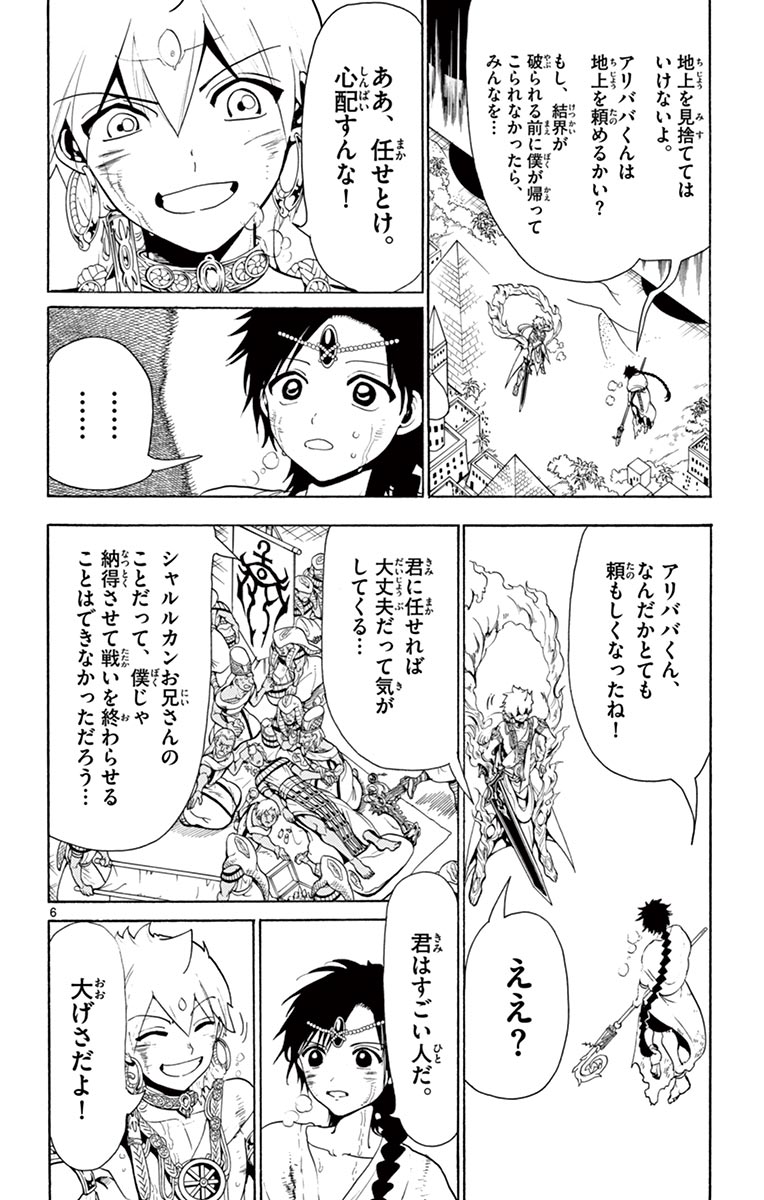 地上を見捨てては
いけないよ。
アリババくんは
地上を頼めるかい?
もし、結界が
破られる前に僕が帰って
こられなかったら、
みんなを…
ああ、任せとけ。
心配すんな!
………
………
アリババくん、
なんだかとても
頼もしくなったね!
ええ?
君に任せれば
大丈夫だって気が
してくる…
シャルルカンお兄さんの
ことだって、僕じゃ
納得させて戦いを終わらせる
ことはできなかっただろう…
君はすごい人だ。
大げさだよ!
6